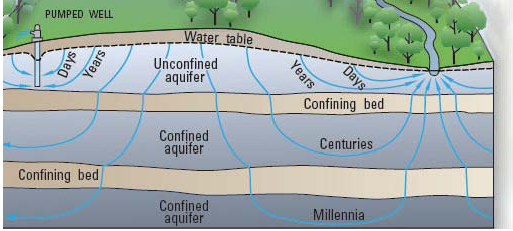 PUMPED WELL
Water table
Days
Years
Unconfined
aquifer
Years
Days
Confining bed
Confined
aquifer
Centuries
Confining bed
Confined
aquifer
Millennia